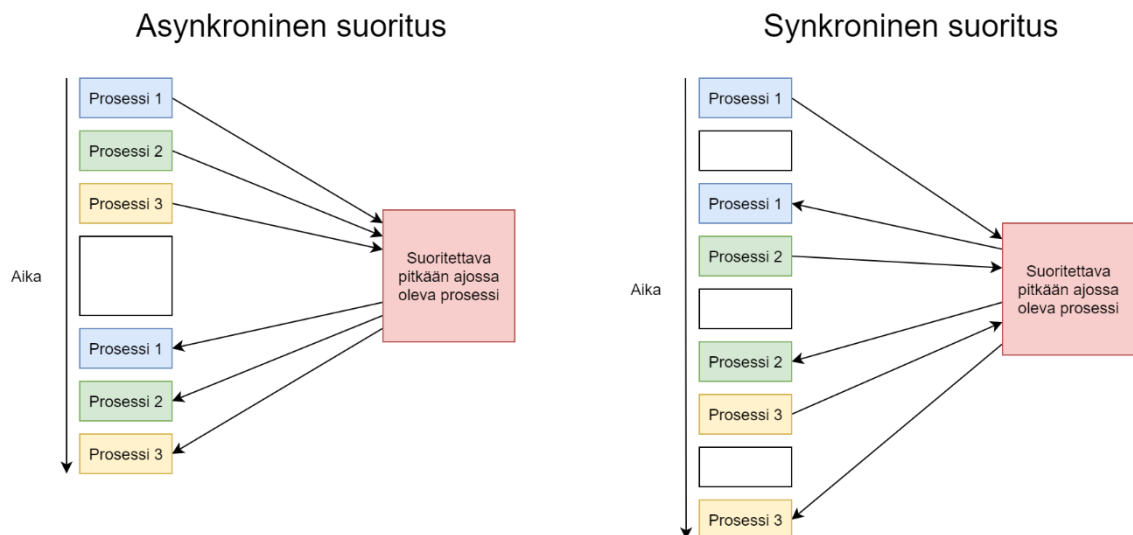 Asynkroninen suoritus
Prosessi 1
Prosessi 2
Prosessi 3
Aika
Suoritettava
pitkään ajossa
oleva prosessi
Prosessi 1
Prosessi 2
Prosessi 3
Synkroninen suoritus
Prosessi 1
Prosessi 1
Prosessi 2
Aika
Suoritettava
pitkään ajossa
oleva prosessi
Prosessi 2
Prosessi 3
Prosessi 3